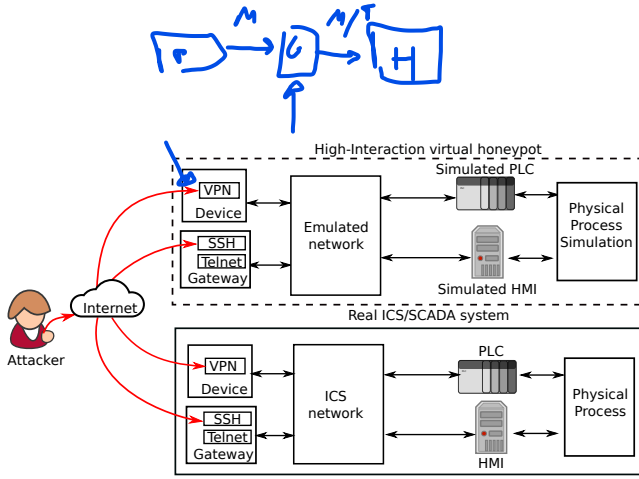 M
M/T
H
High-Interaction virtual honeypot
Simulated PLC
VPN
Device
Emulated
network
Physical
Process
Simulation
SSH
Telnet
Gateway
Simulated HMI
Internet
Attacker
Real ICS/SCADA system
PLC
VPN
Device
ICS
network
Physical
Process
SSH
Telnet
Gateway
HMI